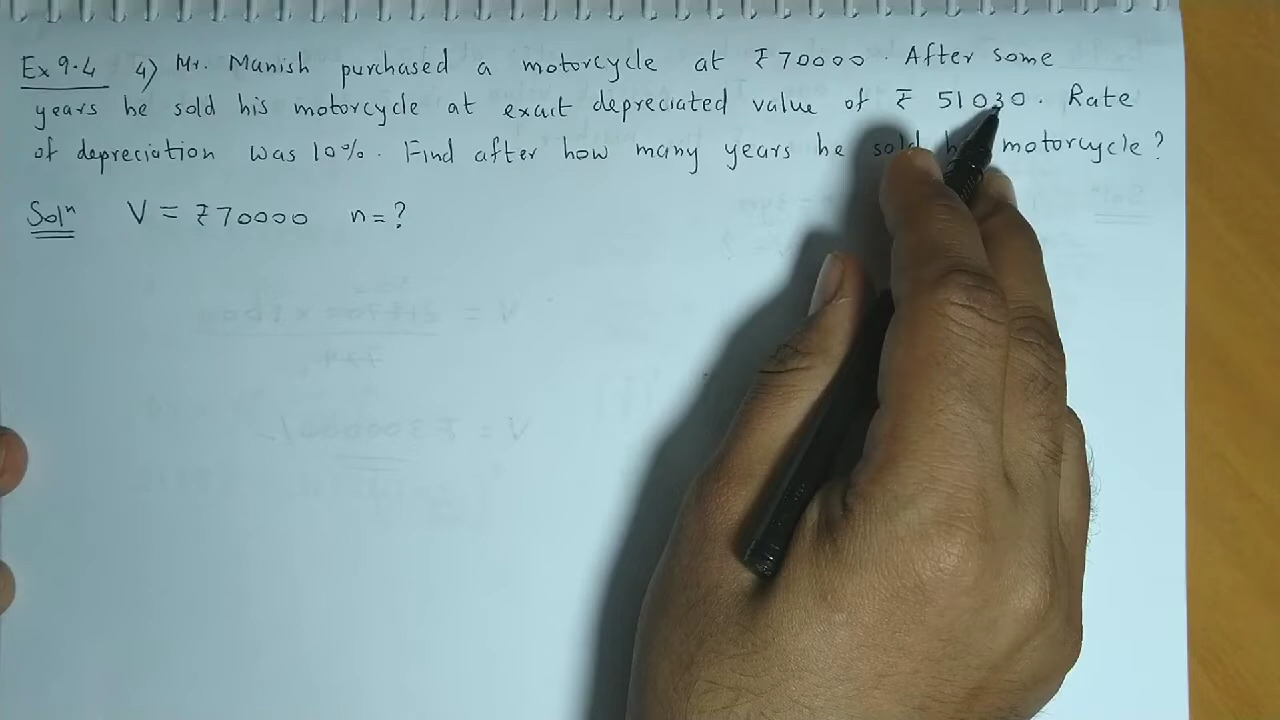 Ex 9.4 4) Mr. Manish purchased a motorcycle at ₹70000. After some
years he sold his motorcycle at exact depreciated value of ₹ 51030. Rate
of depreciation was 10%. Find after how many years he sold motorcycle?
Solⁿ V = ₹70000 n = ?